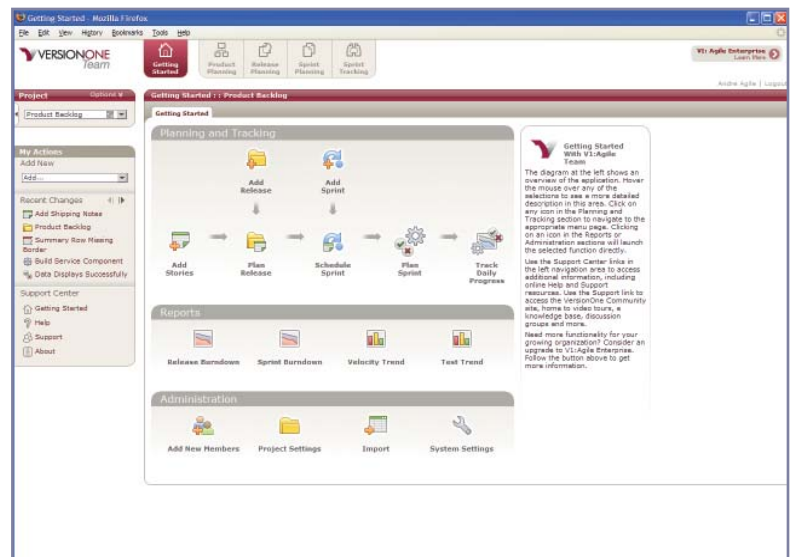 Getting Started - Mozilla Firefox
File Edit View History Bookmarks Tools Help
VERSIONONE
Team
Getting
Started
Product
Planning
Release
Planning
Sprint
Planning
Sprint
Tracking
V1: Agile Enterprise
Learn More
Andre Agile | Logout
Project Options
Product Backlog
My Actions
Add New
Add...
Recent Changes
Add Shipping Notes
Product Backlog
Summary Row Missing
Border
Build Service Component
Data Displays Successfully
Support Center
Getting Started
Help
Support
About
Getting Started :: Product Backlog
Getting Started
Planning and Tracking
Add
Release
Add
Sprint
Add
Stories
Plan
Release
Schedule
Sprint
Plan
Sprint
Track
Daily
Progress
Reports
Release Burndown
Sprint Burndown
Velocity Trend
Test Trend
Administration
Add New Members
Project Settings
Import
System Settings
Getting Started
With V1:Agile
Team
The diagram at the left shows an
overview of the application. Hover
the mouse over any of the
selections to see a more detailed
description in this area. Click on
any icon in the Planning and
Tracking section to navigate to the
appropriate menu page. Clicking
on an icon in the Reports or
Administration sections will launch
the selected function directly.
Use the Support Center links in
the left navigation area to access
additional information, including
online Help and Support
resources. Use the Support link to
access the VersionOne Community
site, home to video tours, a
knowledge base, discussion
groups and more.
Need more functionality for your
growing organization? Consider an
upgrade to V1:Agile Enterprise.
Follow the button above to get
more information.